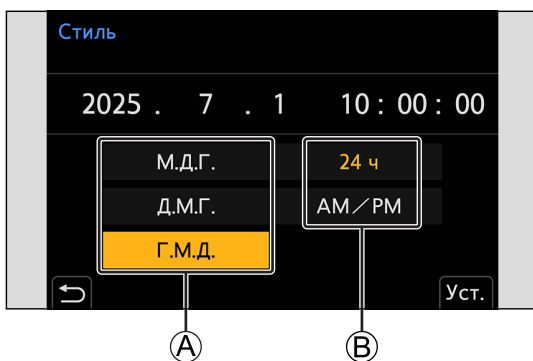 Стиль
2025 . 7 . 1 10 : 00 : 00
М.Д.Г. 24 ч
Д.М.Г. AM/PM
Г.М.Д.
Уст.
A B